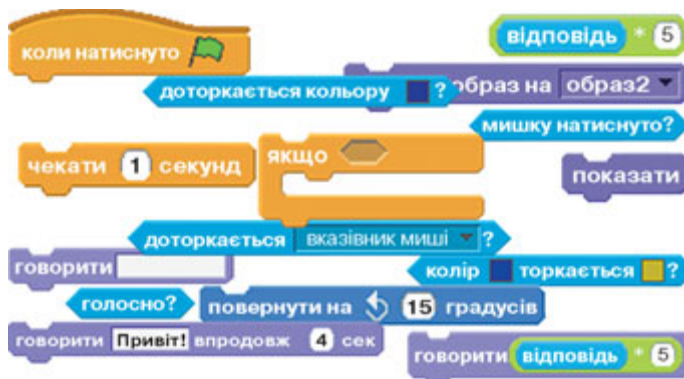 коли натиснуто
відповідь * 5
доторкається кольору ?
образ на образ2
мишку натиснуто?
чекати 1 секунд
якщо
показати
доторкається вказівник миші ?
говорити
колір торкається ?
голосно?
повернути на 15 градусів
говорити Привіт! впродовж 4 сек
говорити відповідь * 5